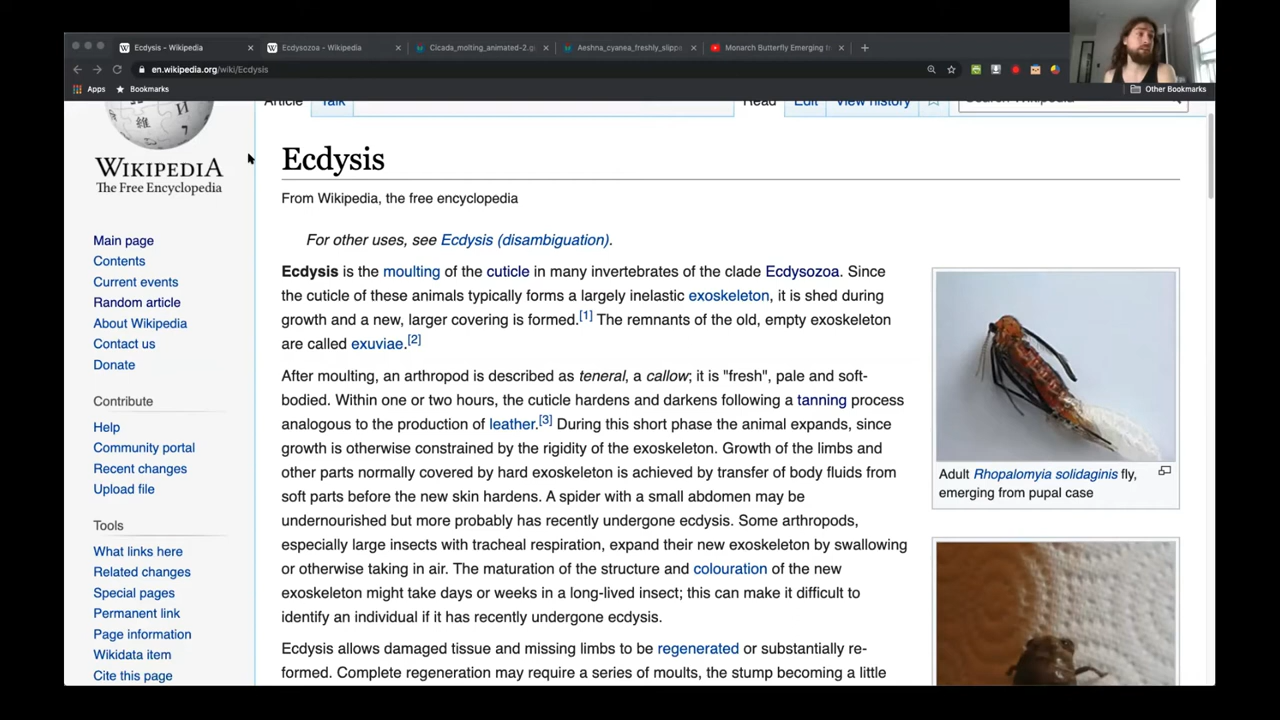 Ecdysis - Wikipedia
Ecdysozoa - Wikipedia
Cicada_molting_animated-2.g
Aeshna_cyanea_freshly_slippe
Monarch Butterfly Emerging t
en.wikipedia.org/wiki/Ecdysis
Apps
Bookmarks
Other Bookmarks
Article
Talk
Read
Edit
View history
Search Wikipedia
WIKIPEDIA
The Free Encyclopedia
Main page
Contents
Current events
Random article
About Wikipedia
Contact us
Donate
Contribute
Help
Community portal
Recent changes
Upload file
Tools
What links here
Related changes
Special pages
Permanent link
Page information
Wikidata item
Cite this page
Ecdysis
From Wikipedia, the free encyclopedia
For other uses, see Ecdysis (disambiguation).
Ecdysis is the moulting of the cuticle in many invertebrates of the clade Ecdysozoa. Since
the cuticle of these animals typically forms a largely inelastic exoskeleton, it is shed during
growth and a new, larger covering is formed.[1] The remnants of the old, empty exoskeleton
are called exuviae.[2]
After moulting, an arthropod is described as teneral, a callow; it is "fresh", pale and soft-
bodied. Within one or two hours, the cuticle hardens and darkens following a tanning process
analogous to the production of leather.[3] During this short phase the animal expands, since
growth is otherwise constrained by the rigidity of the exoskeleton. Growth of the limbs and
other parts normally covered by hard exoskeleton is achieved by transfer of body fluids from
soft parts before the new skin hardens. A spider with a small abdomen may be
undernourished but more probably has recently undergone ecdysis. Some arthropods,
especially large insects with tracheal respiration, expand their new exoskeleton by swallowing
or otherwise taking in air. The maturation of the structure and colouration of the new
exoskeleton might take days or weeks in a long-lived insect; this can make it difficult to
identify an individual if it has recently undergone ecdysis.
Ecdysis allows damaged tissue and missing limbs to be regenerated or substantially re-
formed. Complete regeneration may require a series of moults, the stump becoming a little
Adult Rhopalomyia solidaginis fly,
emerging from pupal case